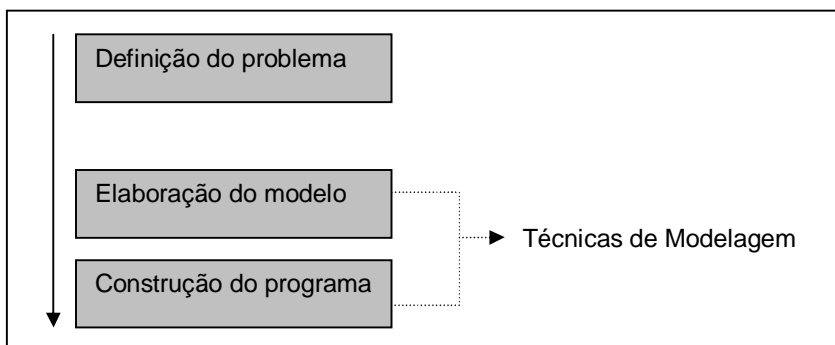 Definição do problema
Elaboração do modelo
Técnicas de Modelagem
Construção do programa